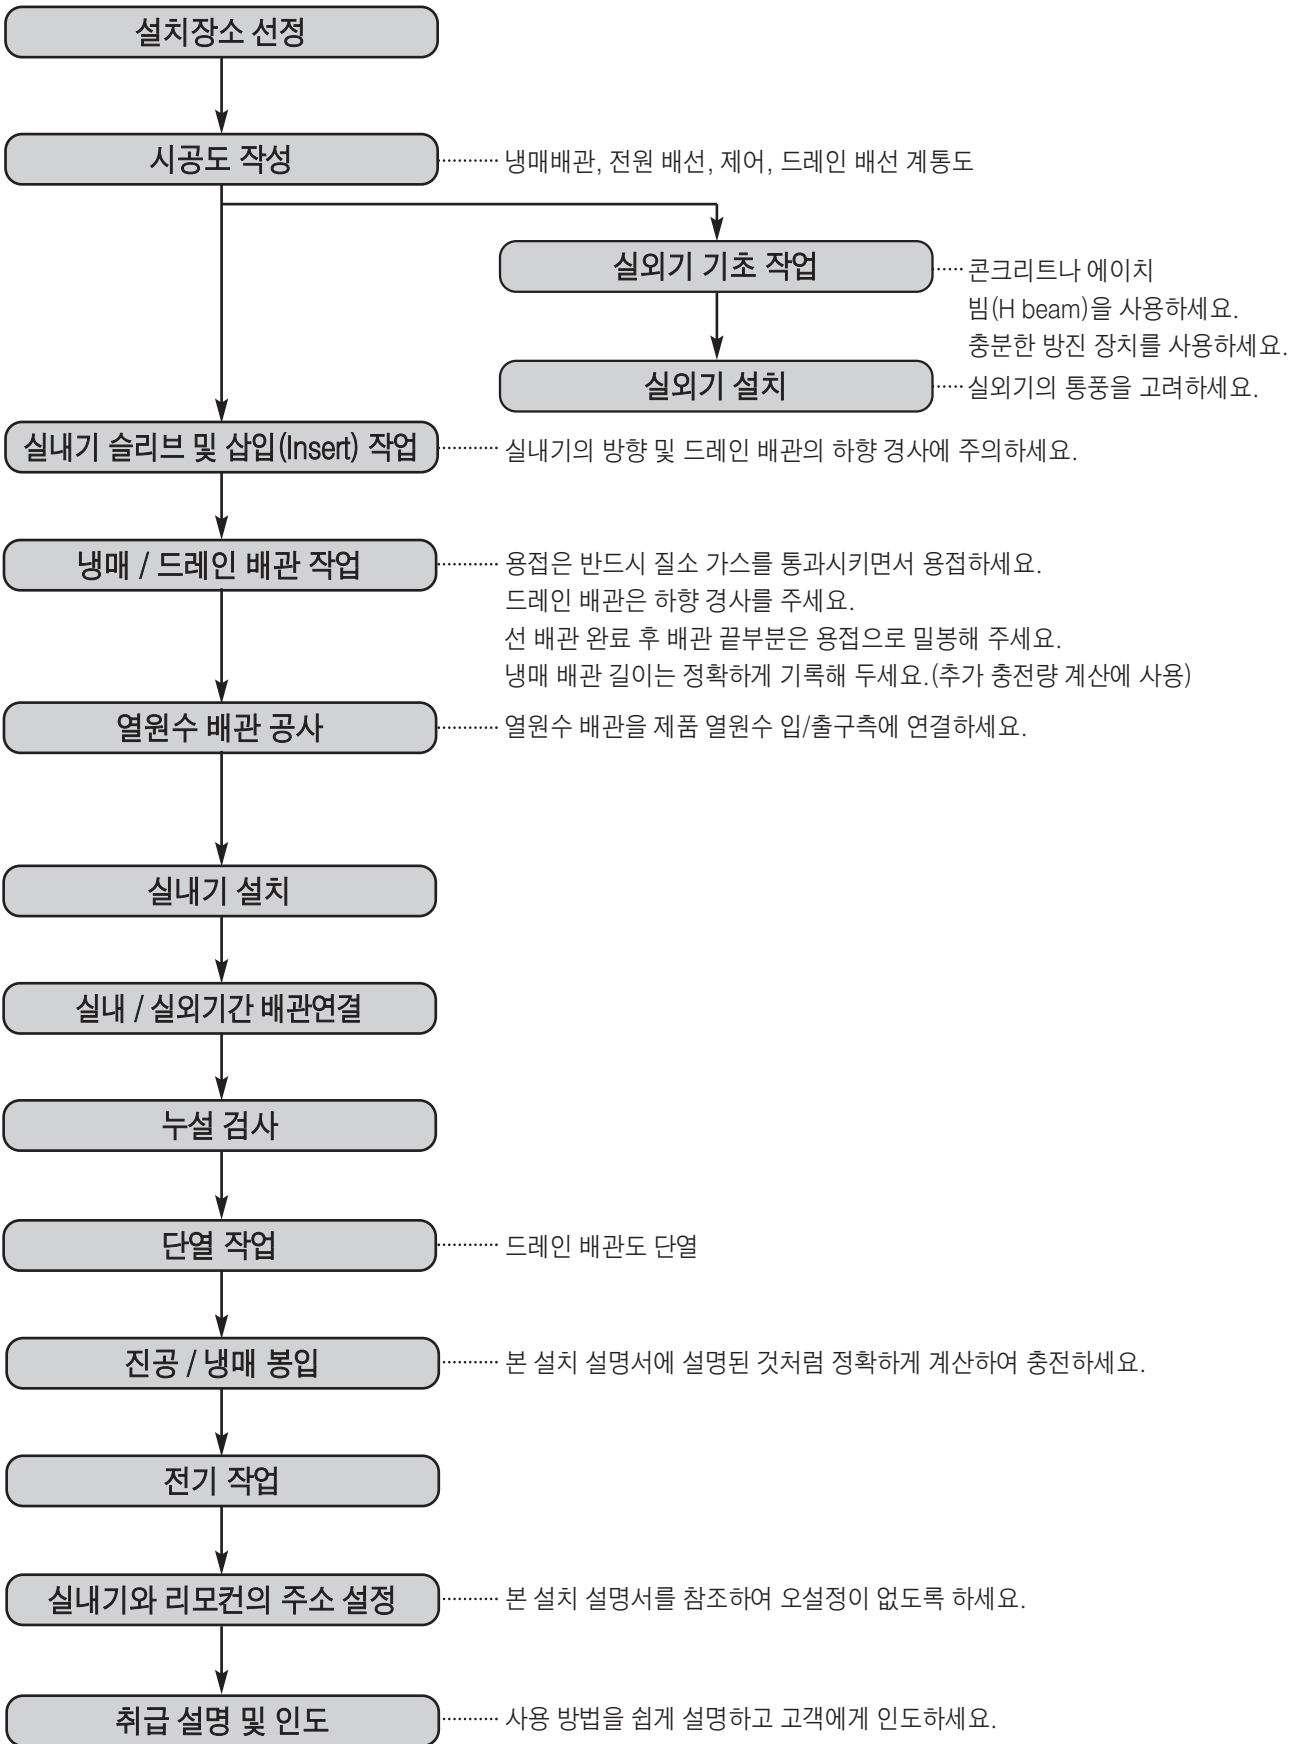 설치장소 선정
시공도 작성
냉매배관, 전원 배선, 제어, 드레인 배선 계통도
실외기 기초 작업
콘크리트나 에이치
빔(H beam)을 사용하세요.
충분한 방진 장치를 사용하세요.
실외기 설치
실외기의 통풍을 고려하세요.
실내기 슬리브 및 삽입(Insert) 작업
실내기의 방향 및 드레인 배관의 하향 경사에 주의하세요.
냉매 / 드레인 배관 작업
용접은 반드시 질소 가스를 통과시키면서 용접하세요.
드레인 배관은 하향 경사를 주세요.
선 배관 완료 후 배관 끝부분은 용접으로 밀봉해 주세요.
냉매 배관 길이는 정확하게 기록해 두세요.(추가 충전량 계산에 사용)
열원수 배관 공사
열원수 배관을 제품 열원수 입/출구측에 연결하세요.
실내기 설치
실내 / 실외기간 배관연결
누설 검사
단열 작업
드레인 배관도 단열
진공 / 냉매 봉입
본 설치 설명서에 설명된 것처럼 정확하게 계산하여 충전하세요.
전기 작업
실내기와 리모컨의 주소 설정
본 설치 설명서를 참조하여 오설정이 없도록 하세요.
취급 설명 및 인도
사용 방법을 쉽게 설명하고 고객에게 인도하세요.